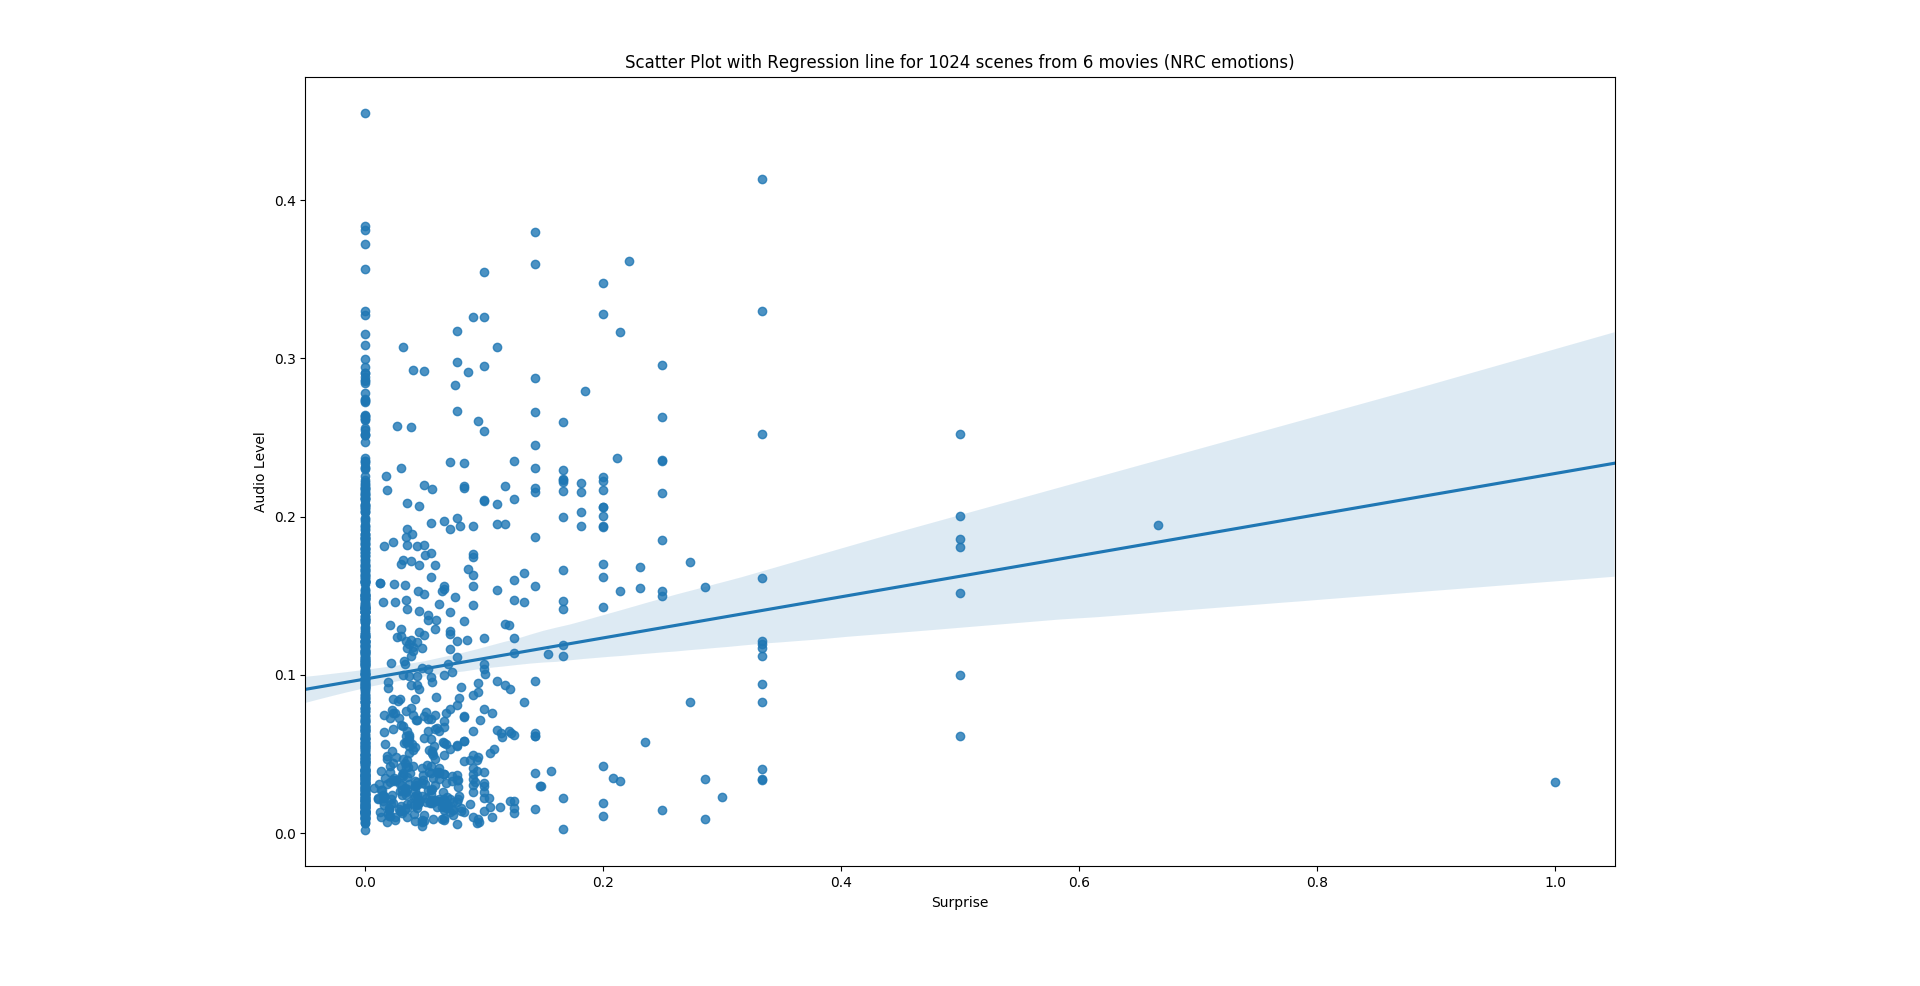 Scatter Plot with Regression line for 1024 scenes from 6 movies (NRC emotions)
Audio Level
0.4
0.3
0.2
0.1
0.0
0.0 0.2 0.4 0.6 0.8 1.0
Surprise